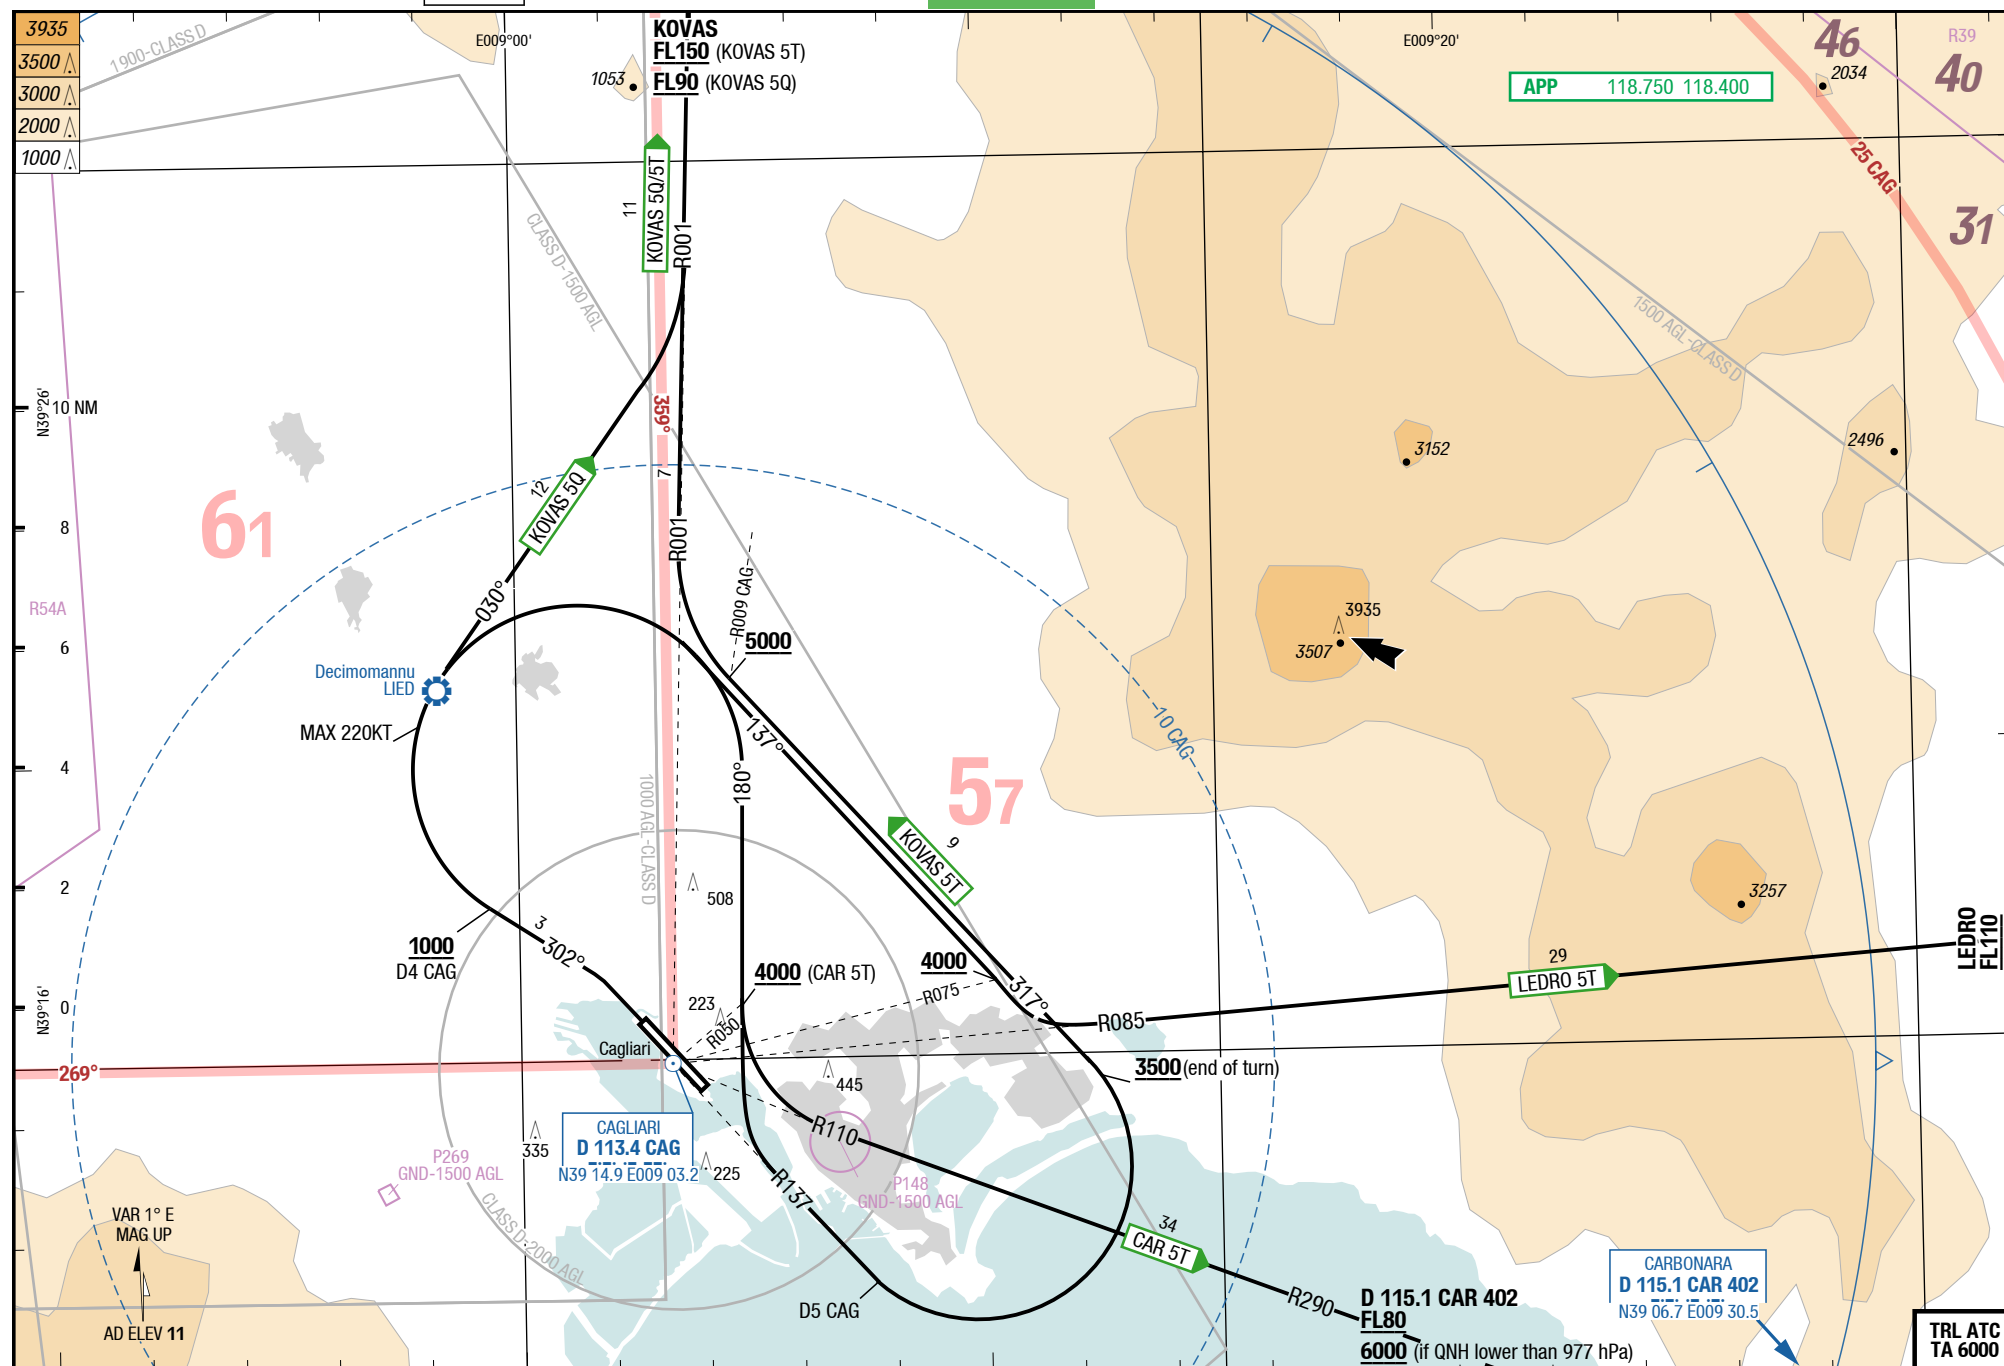 3935
3500
3000
2000
1000
1900-CLASS D
E009°00'
KOVAS
FL150 (KOVAS 5T)
FL90 (KOVAS 5Q)
1053
E009°20'
APP 118.750 118.400
46
2034
R39
40
25 CAG
31
KOVAS 5Q/5T
11
R001
CLASS D-1500 AGL
1500 AGL-CLASS D
N39°26'
10 NM
359°
3152
2496
7
12
KOVAS 5Q
61
8
R001
R009 CAG
030°
R54A
6
5000
3935
3507
Decimomannu
LIED
MAX 220KT
137°
10 CAG
4
180°
1000 AGL-CLASS D
57
9
KOVAS 5T
2
508
3257
3
302°
1000
D4 CAG
4000 (CAR 5T)
4000
R075
317°
29
LEDRO 5T
LEDRO
FL110
N39°16'
0
223
R050
R085
Cagliari
269°
3500 (end of turn)
445
CAGLIARI
D 113.4 CAG
N39 14.9 E009 03.2
335
225
R110
P269
GND-1500 AGL
R137
P148
GND-1500 AGL
CLASS D-2000 AGL
34
CAR 5T
VAR 1° E
MAG UP
AD ELEV 11
D5 CAG
R290
D 115.1 CAR 402
FL80
6000 (if QNH lower than 977 hPa)
CARBONARA
D 115.1 CAR 402
N39 06.7 E009 30.5
TRL ATC
TA 6000